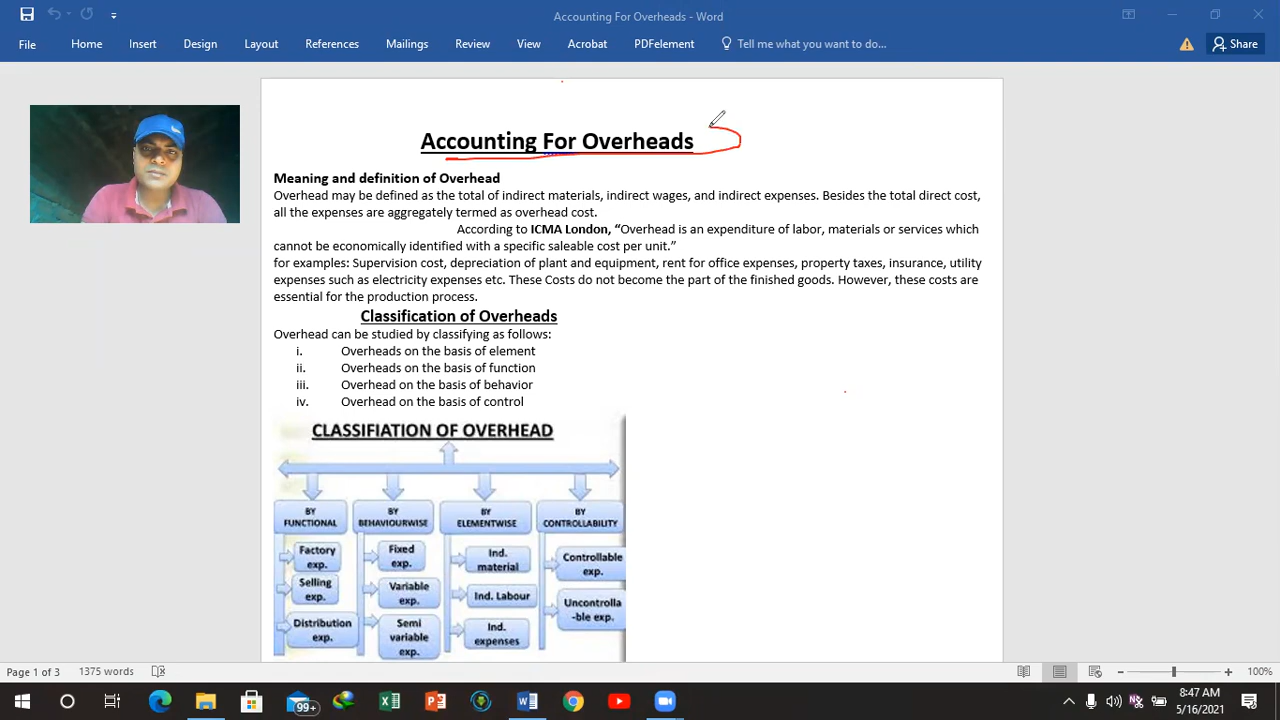 Accounting For Overheads - Word
File Home Insert Design Layout References Mailings Review View Acrobat PDFelement Tell me what you want to do... Share
Accounting For Overheads
Meaning and definition of Overhead
Overhead may be defined as the total of indirect materials, indirect wages, and indirect expenses. Besides the total direct cost,
all the expenses are aggregately termed as overhead cost.
According to ICMA London, “Overhead is an expenditure of labor, materials or services which
cannot be economically identified with a specific saleable cost per unit.”
for examples: Supervision cost, depreciation of plant and equipment, rent for office expenses, property taxes, insurance, utility
expenses such as electricity expenses etc. These Costs do not become the part of the finished goods. However, these costs are
essential for the production process.
Classification of Overheads
Overhead can be studied by classifying as follows:
i. Overheads on the basis of element
ii. Overheads on the basis of function
iii. Overhead on the basis of behavior
iv. Overhead on the basis of control
CLASSIFIATION OF OVERHEAD
BY
FUNCTIONAL
BY
BEHAVIOURWISE
BY
ELEMENTWISE
BY
CONTROLLABILITY
Factory
exp.
Selling
exp.
Distribution
exp.
Fixed
exp.
Variable
exp.
Semi
variable
exp.
Ind.
material
Ind. Labour
Ind.
expenses
Controllable
exp.
Uncontrolla
-ble exp.
Page 1 of 3 1375 words 100%
99+
8:47 AM
5/16/2021